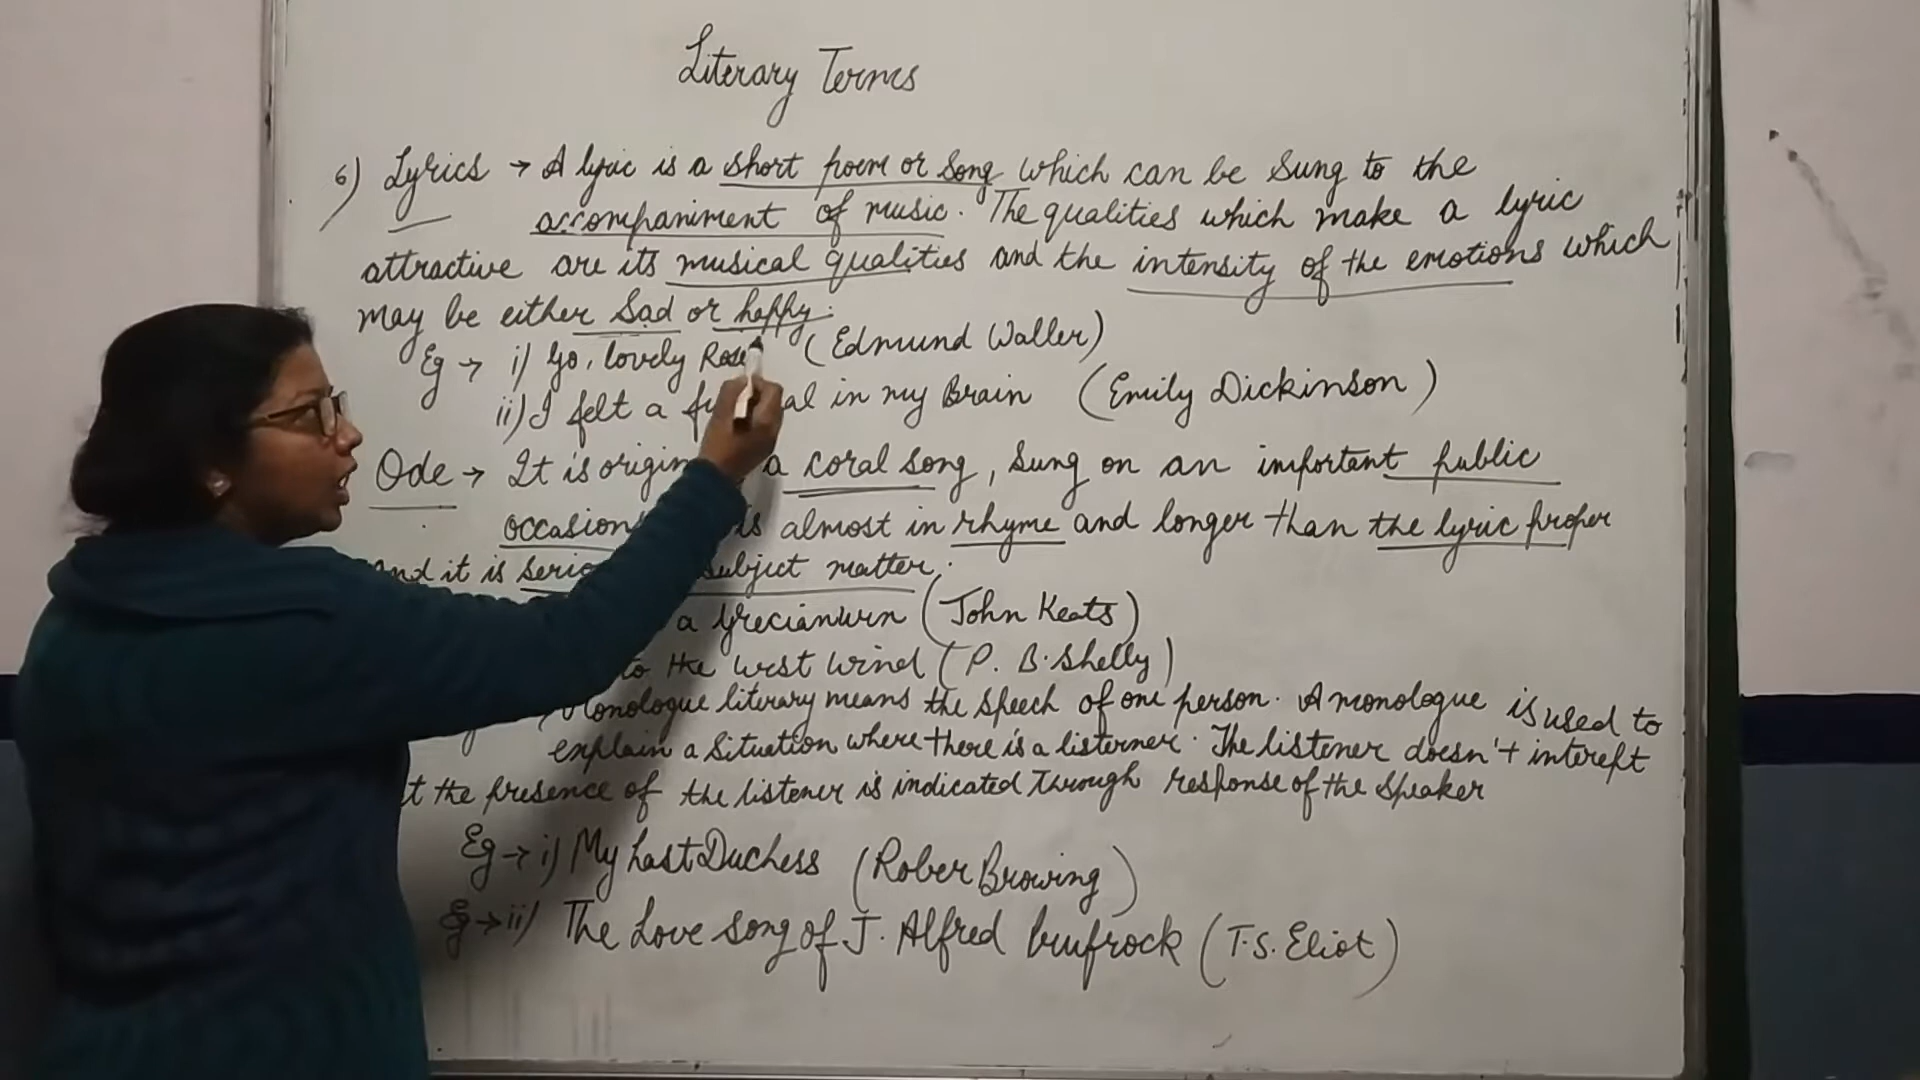 Literary Terms
6) Lyrics → A lyric is a short poem or song which can be sung to the
accompaniment of music. The qualities which make a lyric
attractive are its musical qualities and the intensity of the emotions which
may be either Sad or happy.
Eg → i) Go, lovely Rose (Edmund Waller)
ii) I felt a in my Brain (Emily Dickinson)
Ode → It is a coral song, sung on an important public
occasion is almost in rhyme and longer than the lyric proper
and it is subject matter.
a Grecian urn (John Keats)
to the west wind (P. B. Shelly)
Monologue literary means the speech of one person. A monologue is used to
explain a situation where there is a listerner. The listener doesn't interept
the presence of the listener is indicated through response of the speaker
Eg → i) My Last Duchess (Rober Browing)
Eg → ii) The Love song of J. Alfred Prufrock (T.S. Eliot)